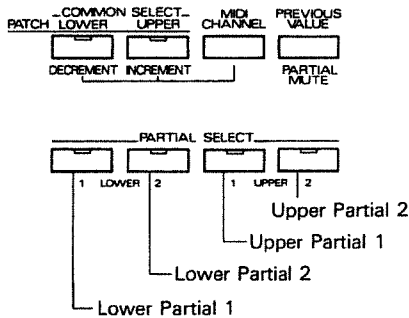 COMMON SELECT
PATCH LOWER UPPER MIDI CHANNEL PREVIOUS VALUE
DECREMENT INCREMENT PARTIAL MUTE
PARTIAL SELECT
1 LOWER 2 1 UPPER 2
Upper Partial 2
Upper Partial 1
Lower Partial 2
Lower Partial 1